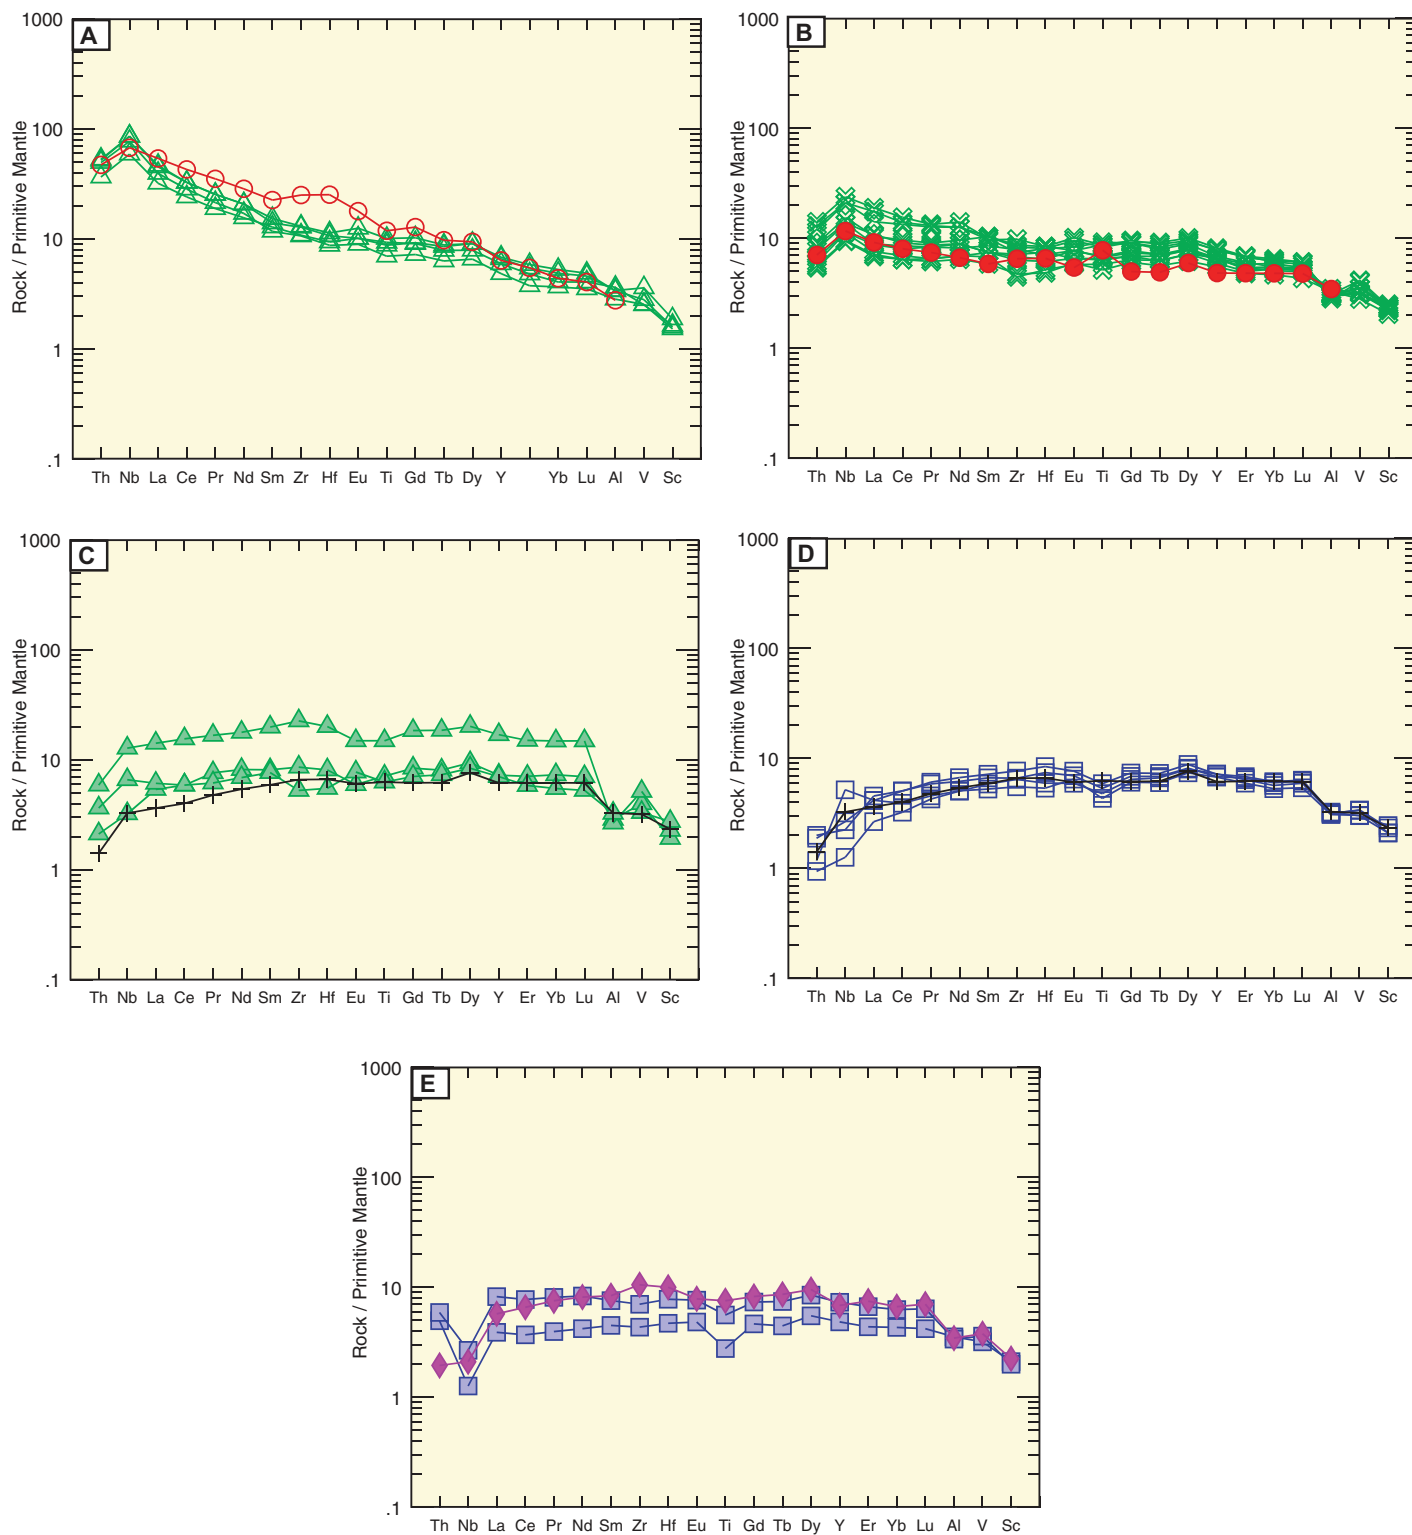 A
1000
100
10
1
.1
Rock / Primitive Mantle
Th Nb La Ce Pr Nd Sm Zr Hf Eu Ti Gd Tb Dy Y Yb Lu Al V Sc
B
1000
100
10
1
.1
Rock / Primitive Mantle
Th Nb La Ce Pr Nd Sm Zr Hf Eu Ti Gd Tb Dy Y Er Yb Lu Al V Sc
C
1000
100
10
1
.1
Rock / Primitive Mantle
Th Nb La Ce Pr Nd Sm Zr Hf Eu Ti Gd Tb Dy Y Er Yb Lu Al V Sc
D
1000
100
10
1
.1
Rock / Primitive Mantle
Th Nb La Ce Pr Nd Sm Zr Hf Eu Ti Gd Tb Dy Y Er Yb Lu Al V Sc
E
1000
100
10
1
.1
Rock / Primitive Mantle
Th Nb La Ce Pr Nd Sm Zr Hf Eu Ti Gd Tb Dy Y Er Yb Lu Al V Sc